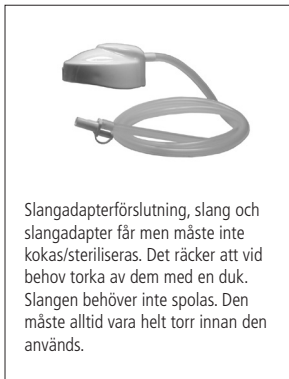 Slangadapterförslutning, slang och
slangadapter får men måste inte
kokas/steriliseras. Det räcker att vid
behov torka av dem med en duk.
Slangen behöver inte spolas. Den
måste alltid vara helt torr innan den
används.